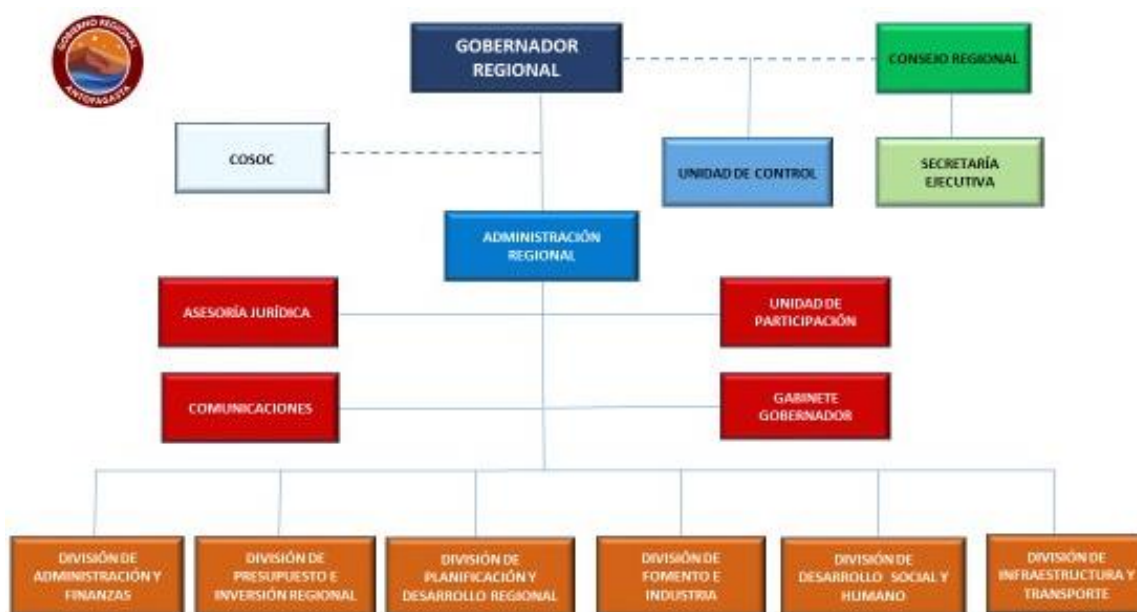 GOBIERNO REGIONAL
ANTOFAGASTA
GOBERNADOR
REGIONAL
CONSEJO REGIONAL
COSOC
UNIDAD DE CONTROL
SECRETARÍA
EJECUTIVA
ADMINISTRACIÓN
REGIONAL
ASESORÍA JURÍDICA
UNIDAD DE
PARTICIPACIÓN
COMUNICACIONES
GABINETE
GOBERNADOR
DIVISIÓN DE
ADMINISTRACIÓN Y
FINANZAS
DIVISIÓN DE
PRESUPUESTO E
INVERSIÓN REGIONAL
DIVISIÓN DE
PLANIFICACIÓN Y
DESARROLLO REGIONAL
DIVISIÓN DE
FOMENTO E
INDUSTRIA
DIVISIÓN DE
DESARROLLO SOCIAL Y
HUMANO
DIVISIÓN DE
INFRAESTRUCTURA Y
TRANSPORTE